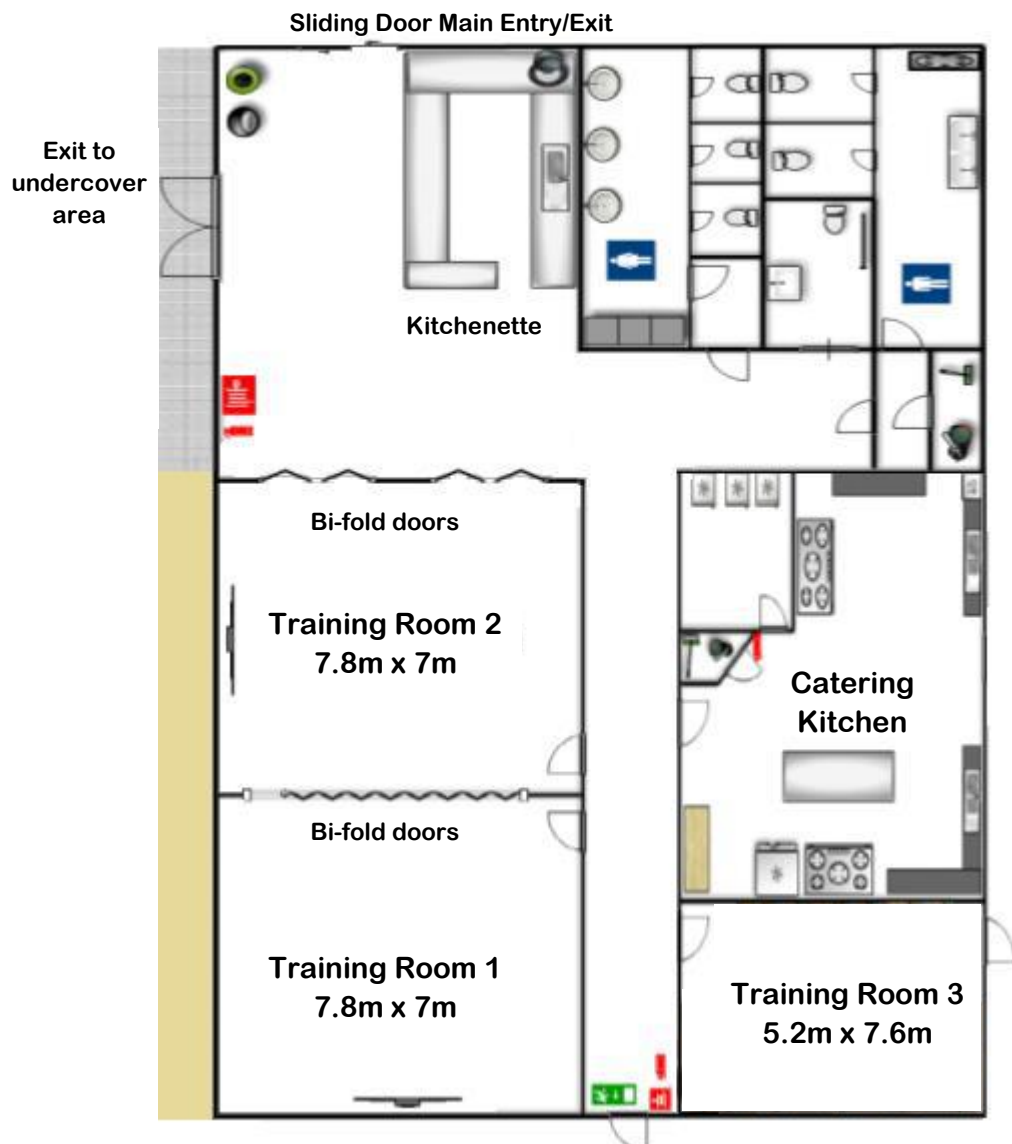 Sliding Door Main Entry/Exit
Exit to
undercover
area
Kitchenette
Bi-fold doors
Training Room 2
7.8m x 7m
Catering
Kitchen
Bi-fold doors
Training Room 1
7.8m x 7m
Training Room 3
5.2m x 7.6m